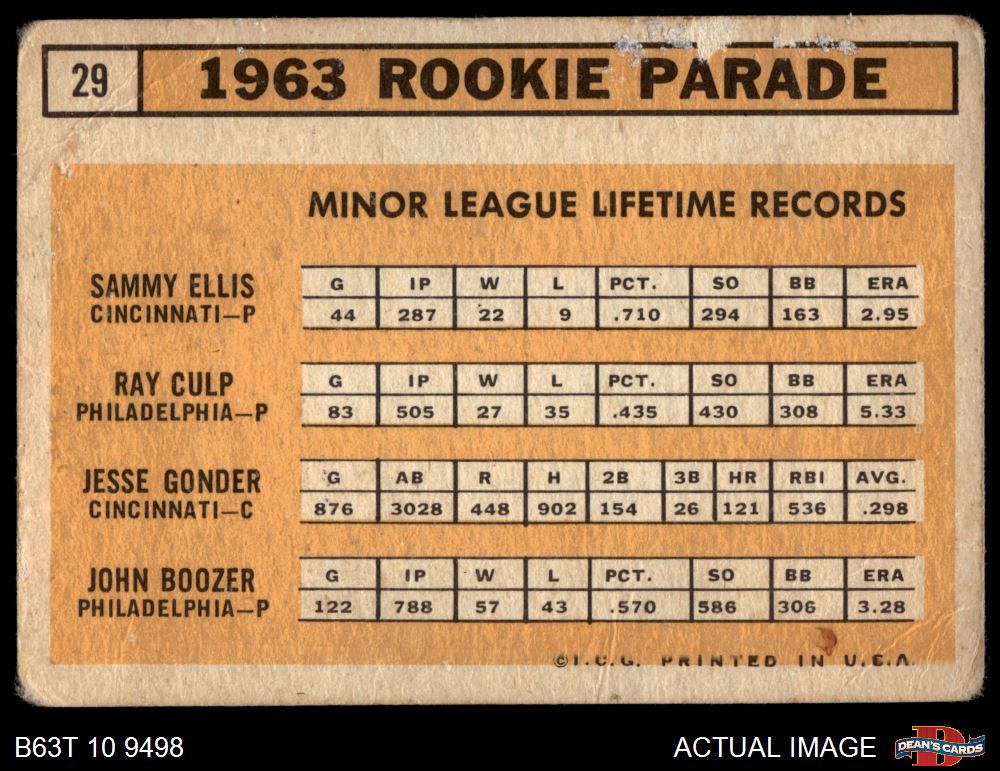 29 1963 ROOKIE PARADE
MINOR LEAGUE LIFETIME RECORDS
SAMMY ELLIS
CINCINNATI—P
G IP W L PCT. SO BB ERA
44 287 22 9 .710 294 163 2.95
RAY CULP
PHILADELPHIA—P
G IP W L PCT. SO BB ERA
83 505 27 35 .435 430 308 5.33
JESSE GONDER
CINCINNATI—C
G AB R H 2B 3B HR RBI AVG.
876 3028 448 902 154 26 121 536 .298
JOHN BOOZER
PHILADELPHIA—P
G IP W L PCT. SO BB ERA
122 788 57 43 .570 586 306 3.28
©T.C.G. PRINTED IN U.S.A.
B63T 10 9498
ACTUAL IMAGE
DEAN'S CARDS